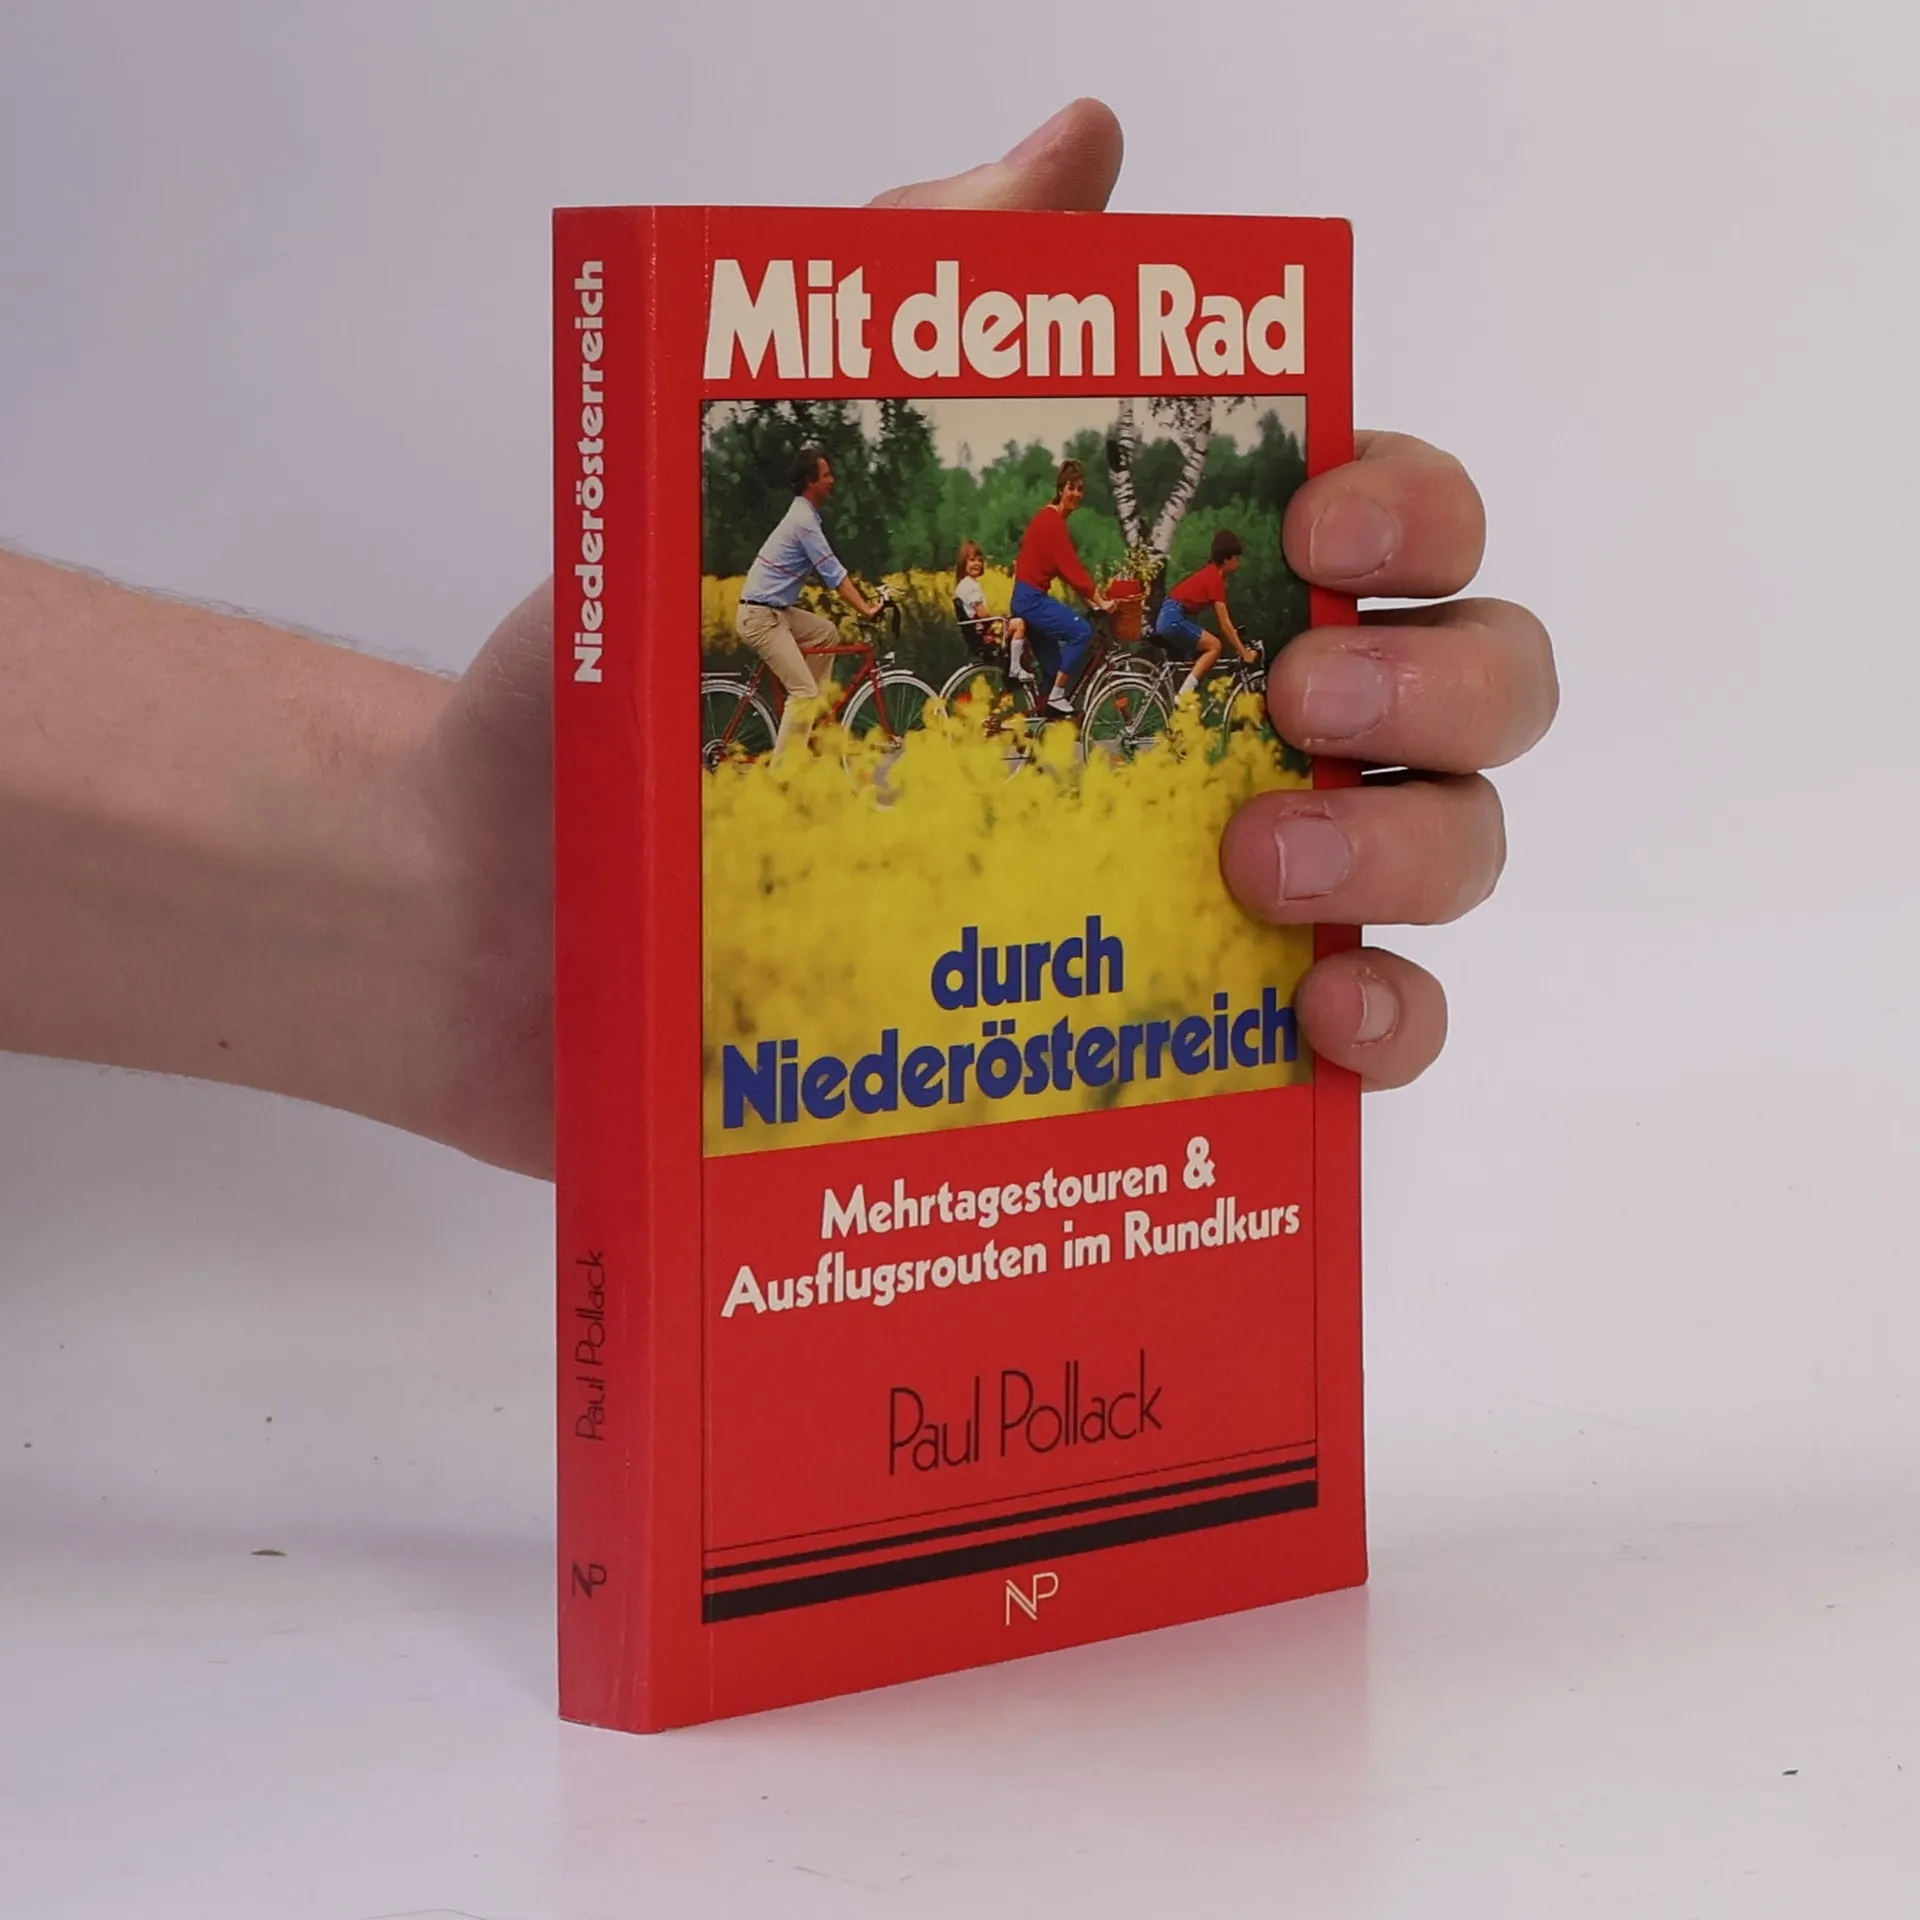 Niederösterreich
Paul Pollack
NP
Mit dem Rad
durch
Niederösterreich
Mehrtagestouren &
Ausflugsrouten im Rundkurs
Paul Pollack
NP